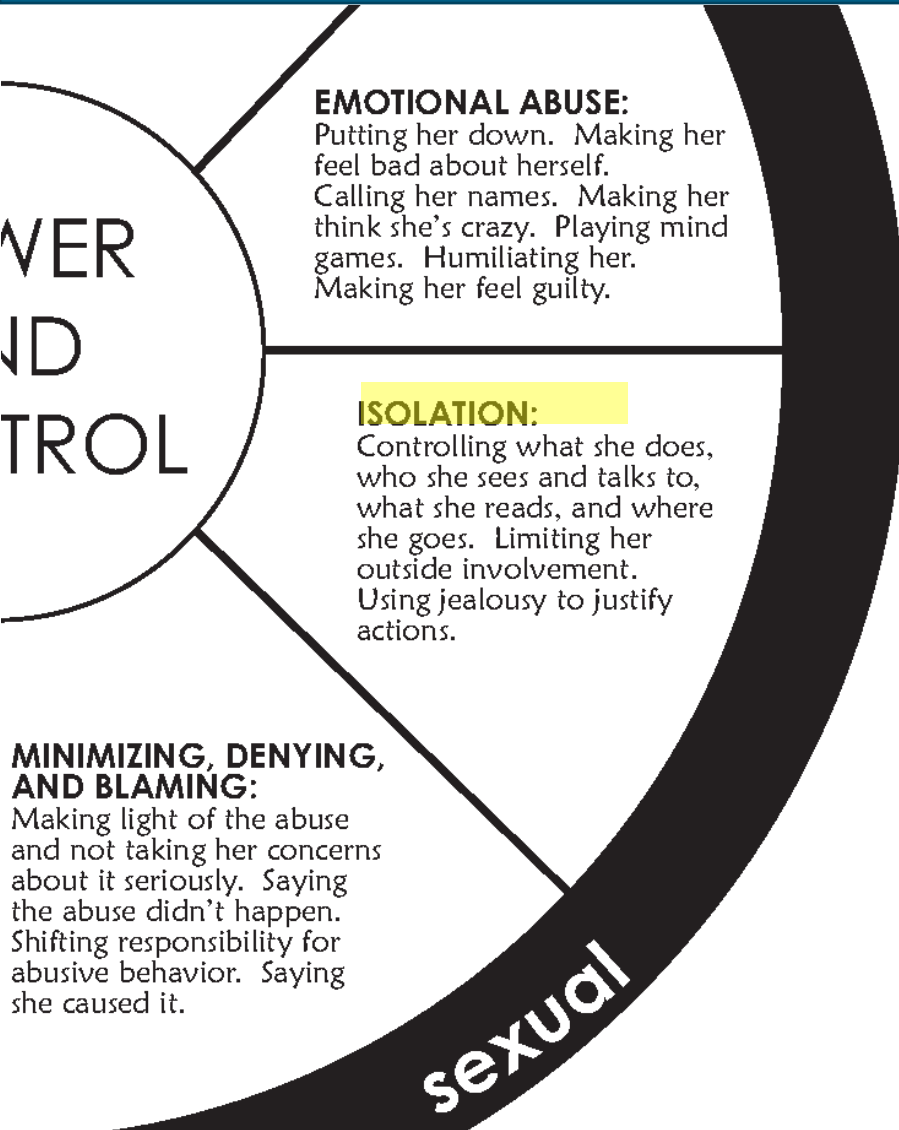 EMOTIONAL ABUSE:
Putting her down. Making her
feel bad about herself.
Calling her names. Making her
think she's crazy. Playing mind
games. Humiliating her.
Making her feel guilty.
WER
ND
TROL
ISOLATION:
Controlling what she does,
who she sees and talks to,
what she reads, and where
she goes. Limiting her
outside involvement.
Using jealousy to justify
actions.
MINIMIZING, DENYING,
AND BLAMING:
Making light of the abuse
and not taking her concerns
about it seriously. Saying
the abuse didn't happen.
Shifting responsibility for
abusive behavior. Saying
she caused it.
sexual